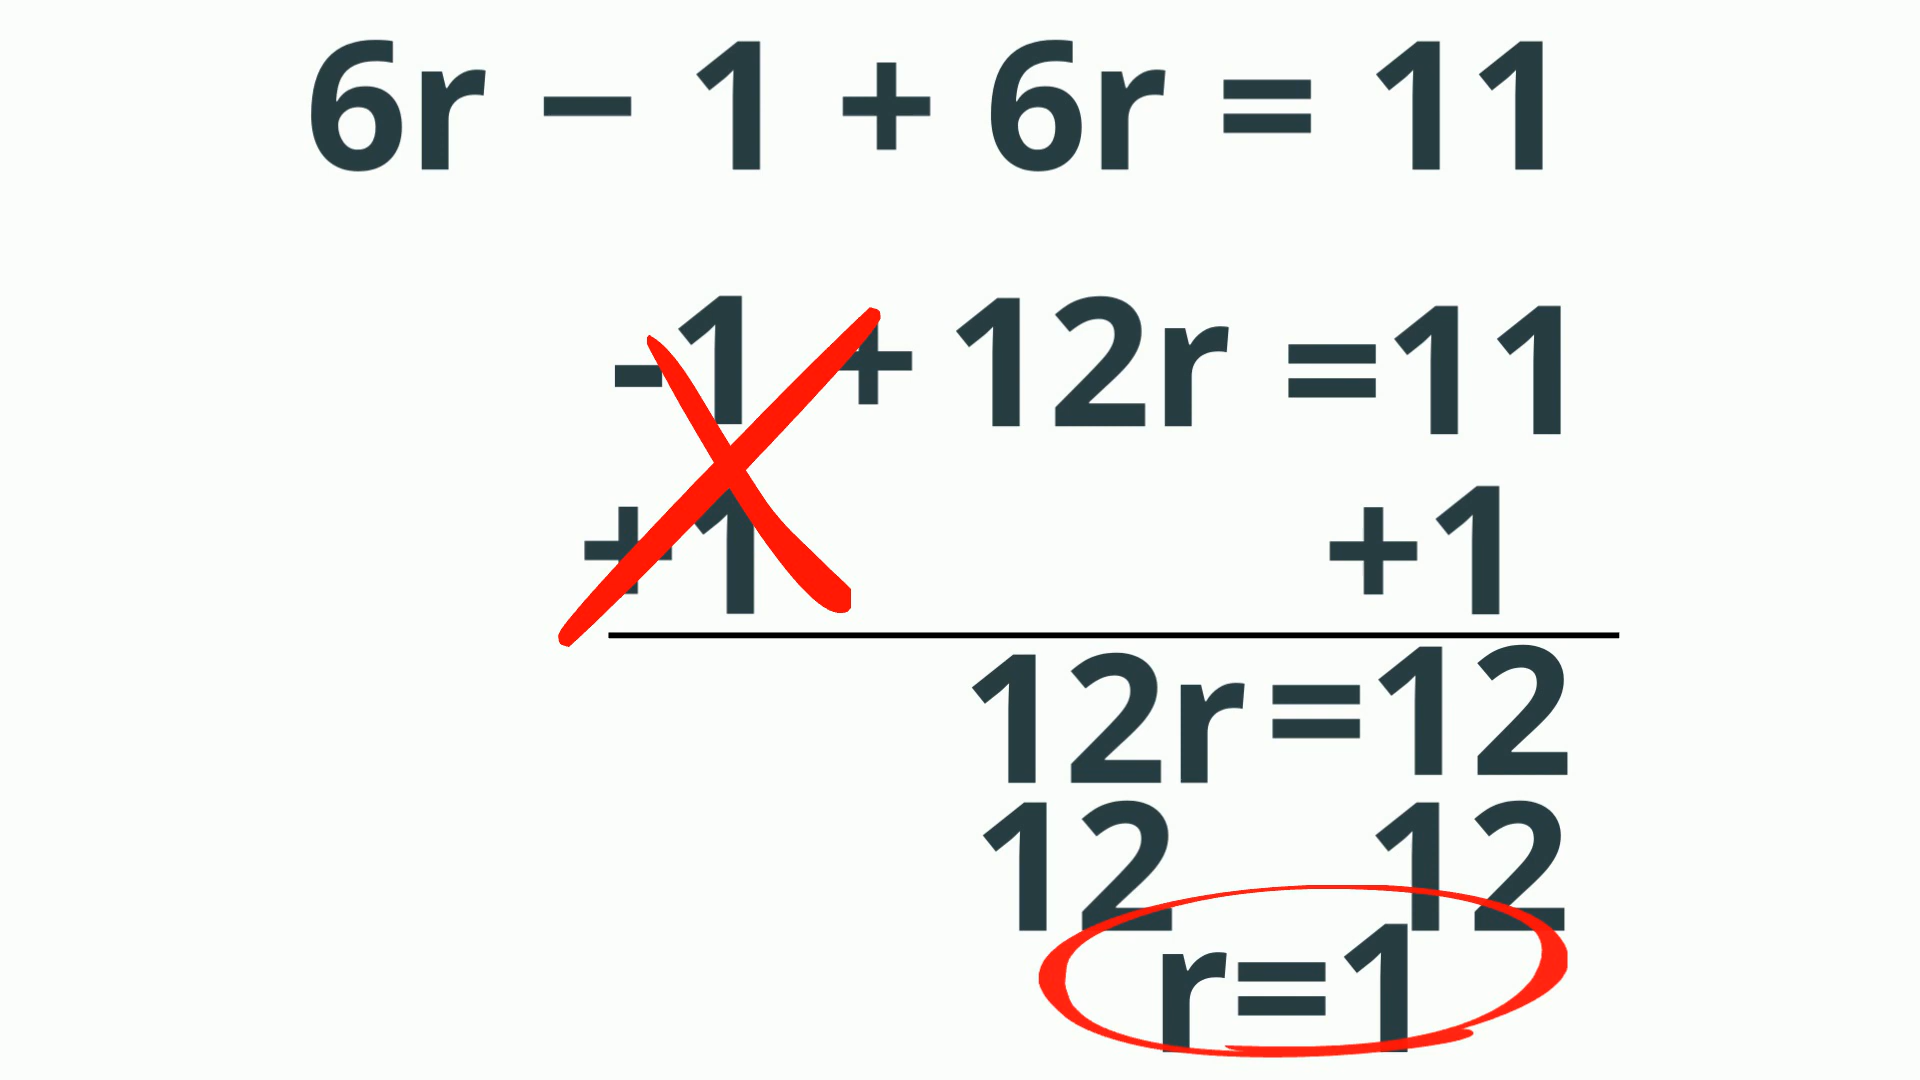 6r – 1 + 6r = 11
-1 + 12r =11
+1 +1
12r=12
12 12
r=1